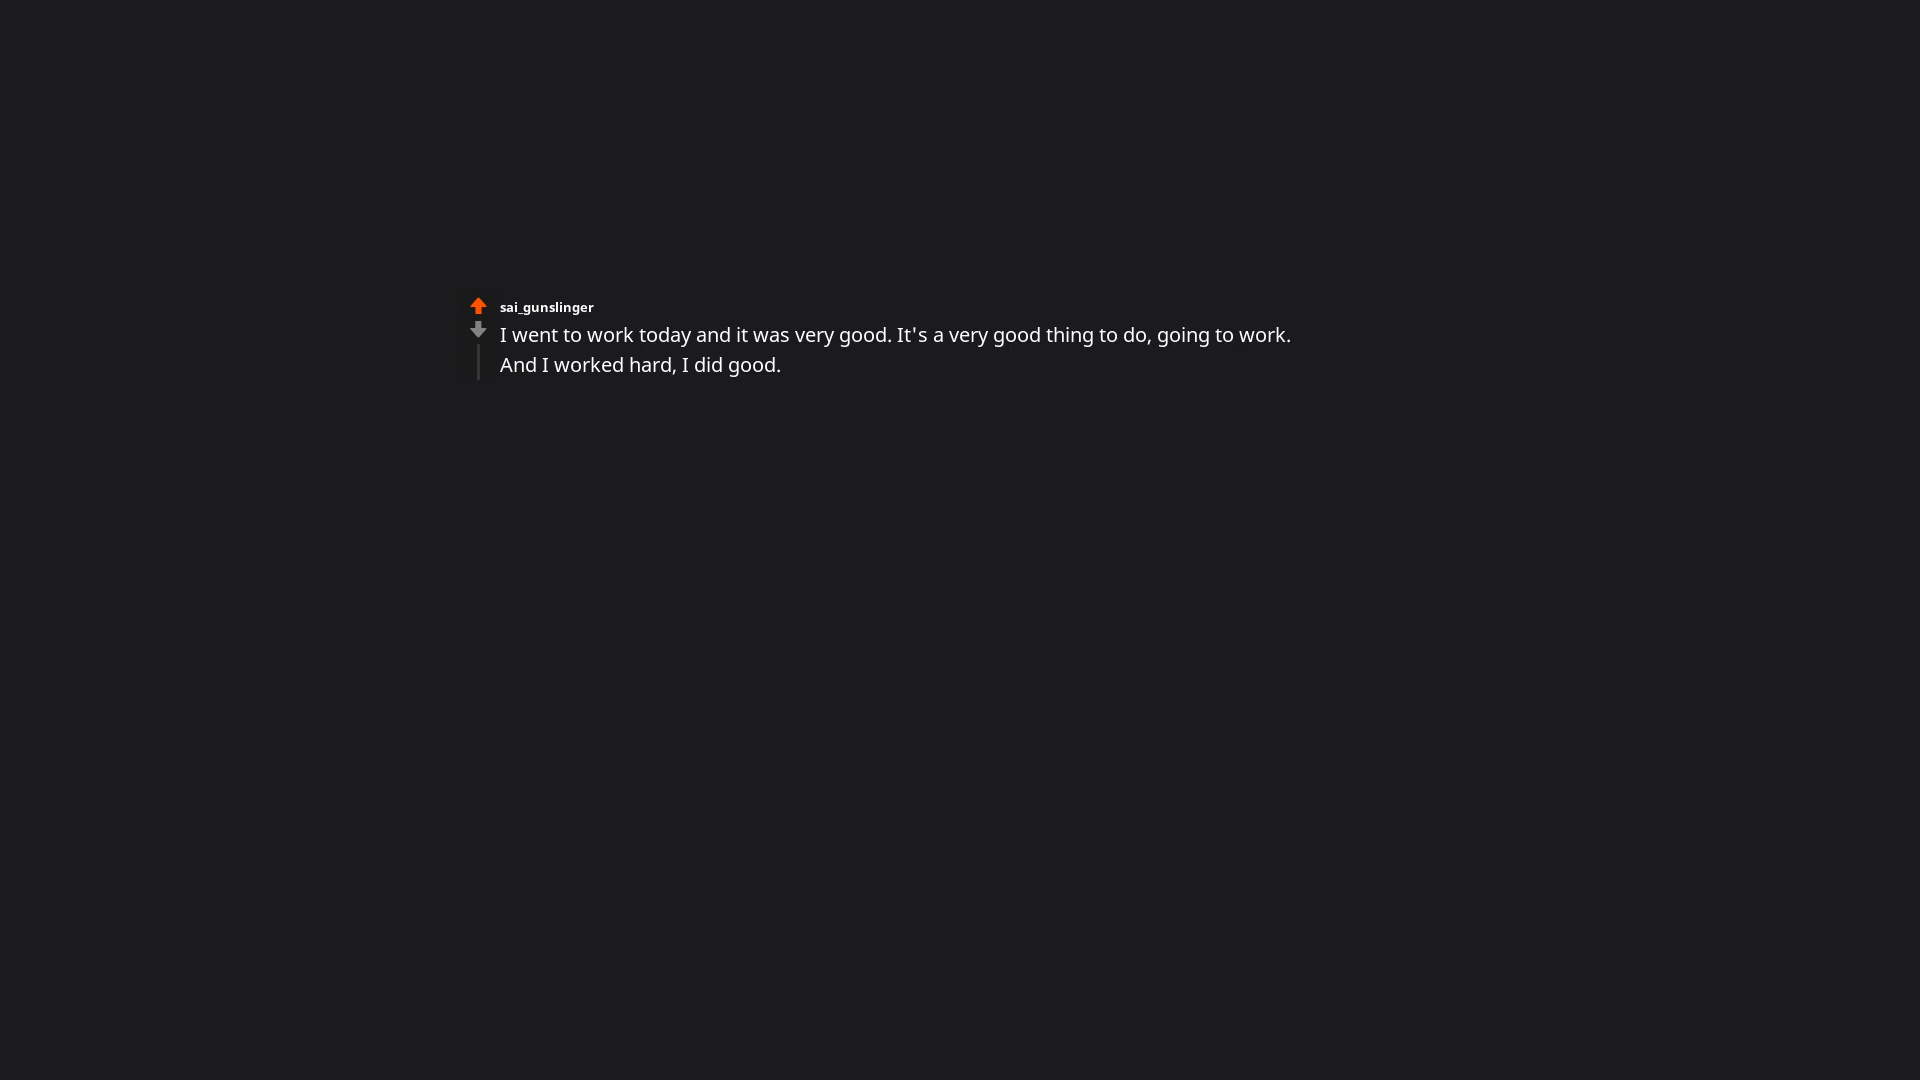 sai_gunslinger
I went to work today and it was very good. It's a very good thing to do, going to work.
And I worked hard, I did good.